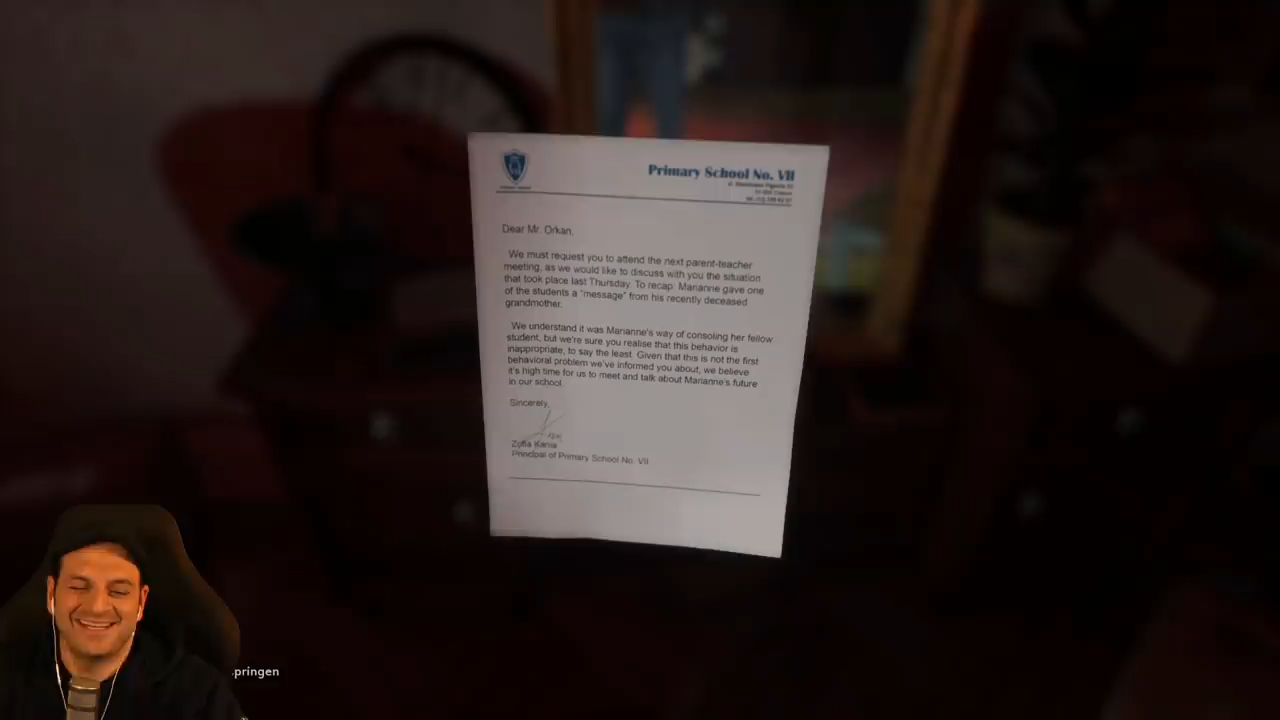 Primary School No. VII
Dear Mr. Orkan,
We must request you to attend the next parent-teacher
meeting, as we would like to discuss with you the situation
that took place last Thursday. To recap: Marianne gave one
of the students a "message" from his recently deceased
grandmother.
We understand it was Marianne's way of consoling her fellow
student, but we're sure you realise that this behavior is
inappropriate, to say the least. Given that this is not the first
behavioral problem we've informed you about, we believe
it's high time for us to meet and talk about Marianne's future
in our school.
Sincerely,
Zofia Kania
Principal of Primary School No. VII
.pringen